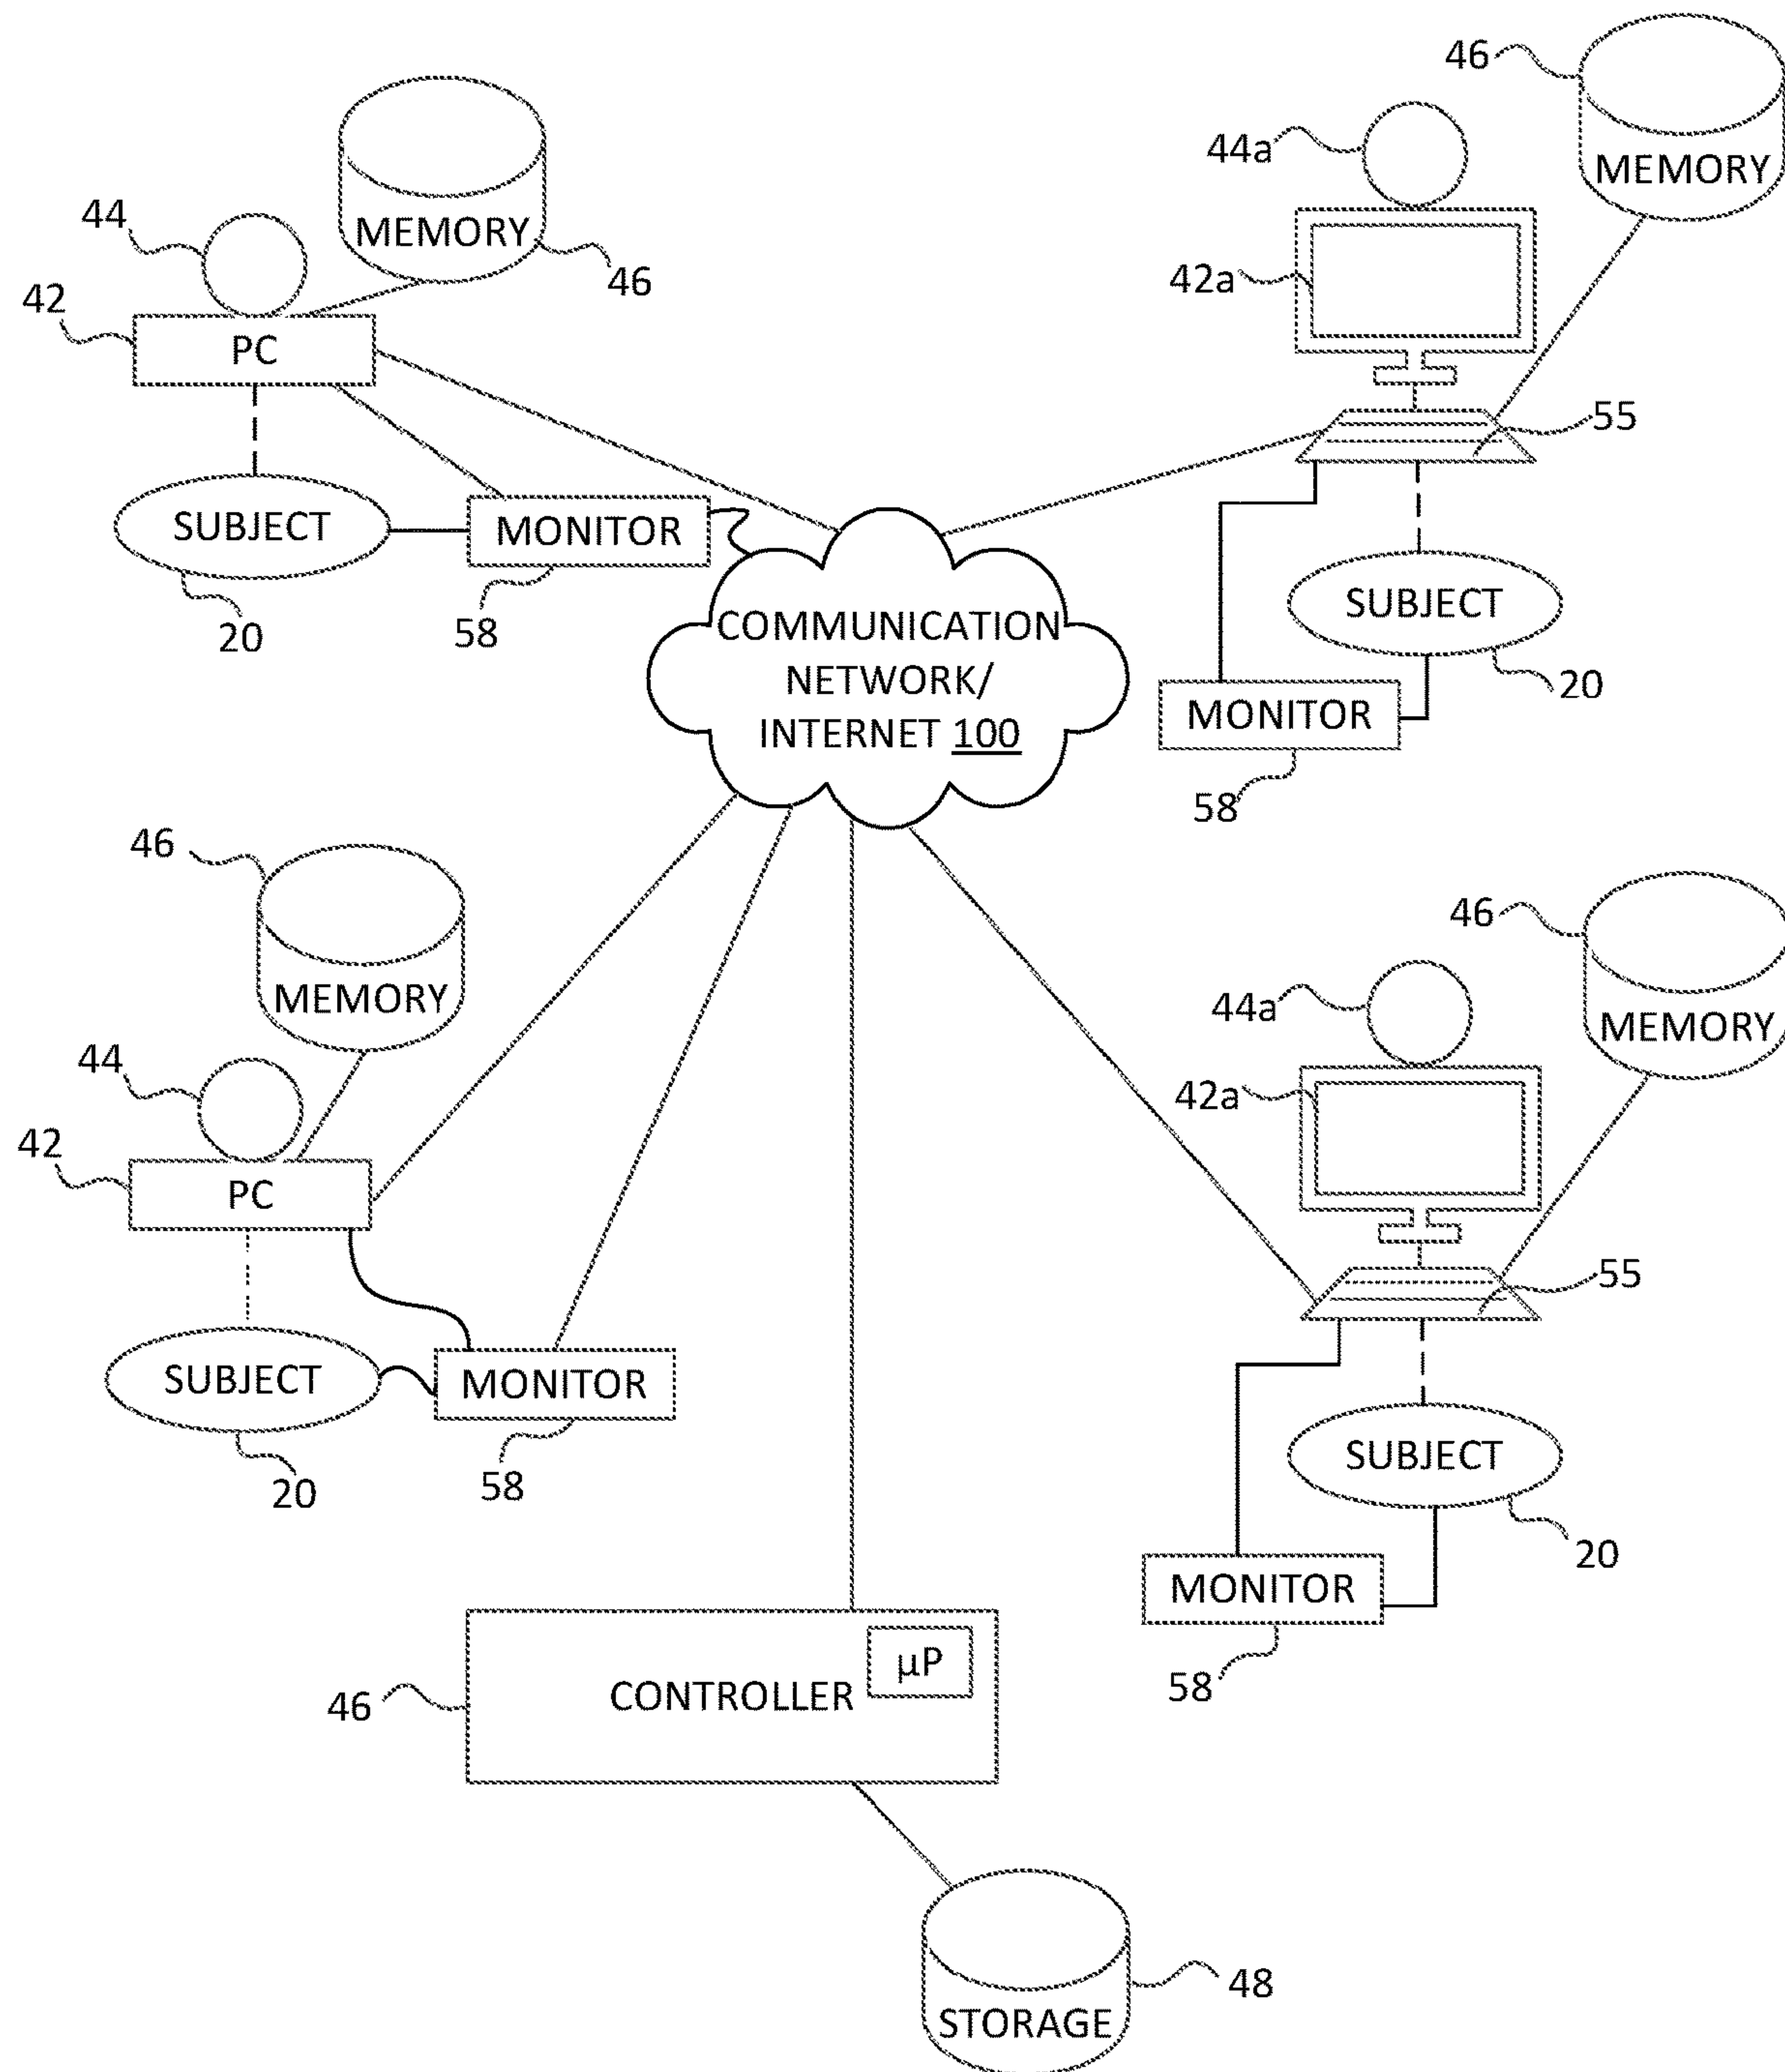 46
MEMORY
44a
42a
55
SUBJECT
20
MONITOR
58
MEMORY
46
44
42
PC
SUBJECT
20
MONITOR
58
COMMUNICATION
NETWORK/
INTERNET 100
46
MEMORY
44
42
PC
SUBJECT
20
MONITOR
58
46
MEMORY
44a
42a
55
SUBJECT
20
MONITOR
58
46
CONTROLLER
µP
48
STORAGE